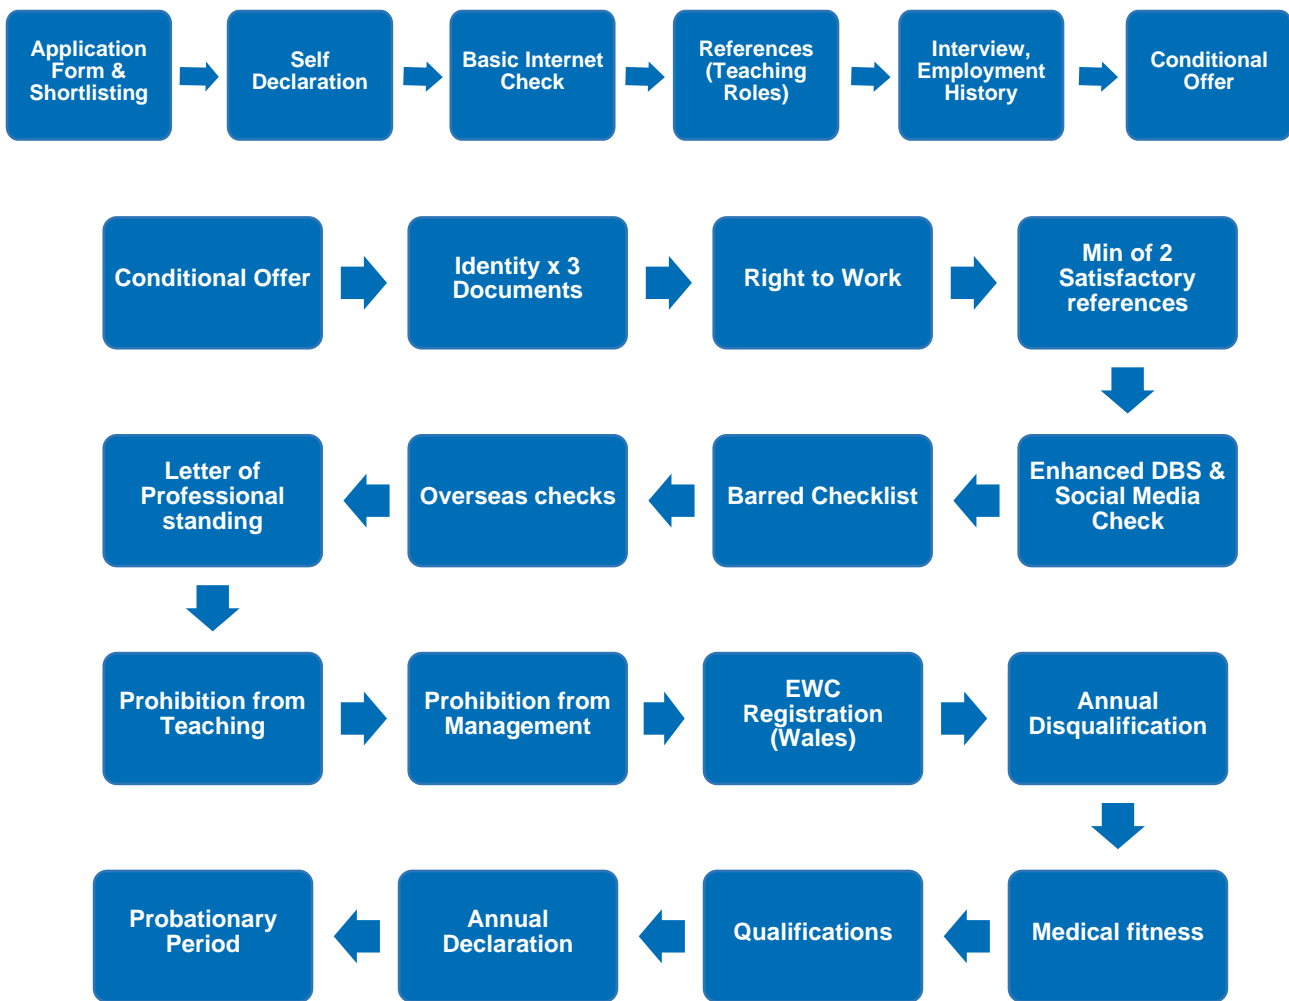 Application
Form &
Shortlisting
Self
Declaration
Basic Internet
Check
References
(Teaching
Roles)
Interview,
Employment
History
Conditional
Offer
Conditional Offer
Identity x 3
Documents
Right to Work
Min of 2
Satisfactory
references
Enhanced DBS &
Social Media
Check
Barred Checklist
Overseas checks
Letter of
Professional
standing
Prohibition from
Teaching
Prohibition from
Management
EWC
Registration
(Wales)
Annual
Disqualification
Medical fitness
Qualifications
Annual
Declaration
Probationary
Period